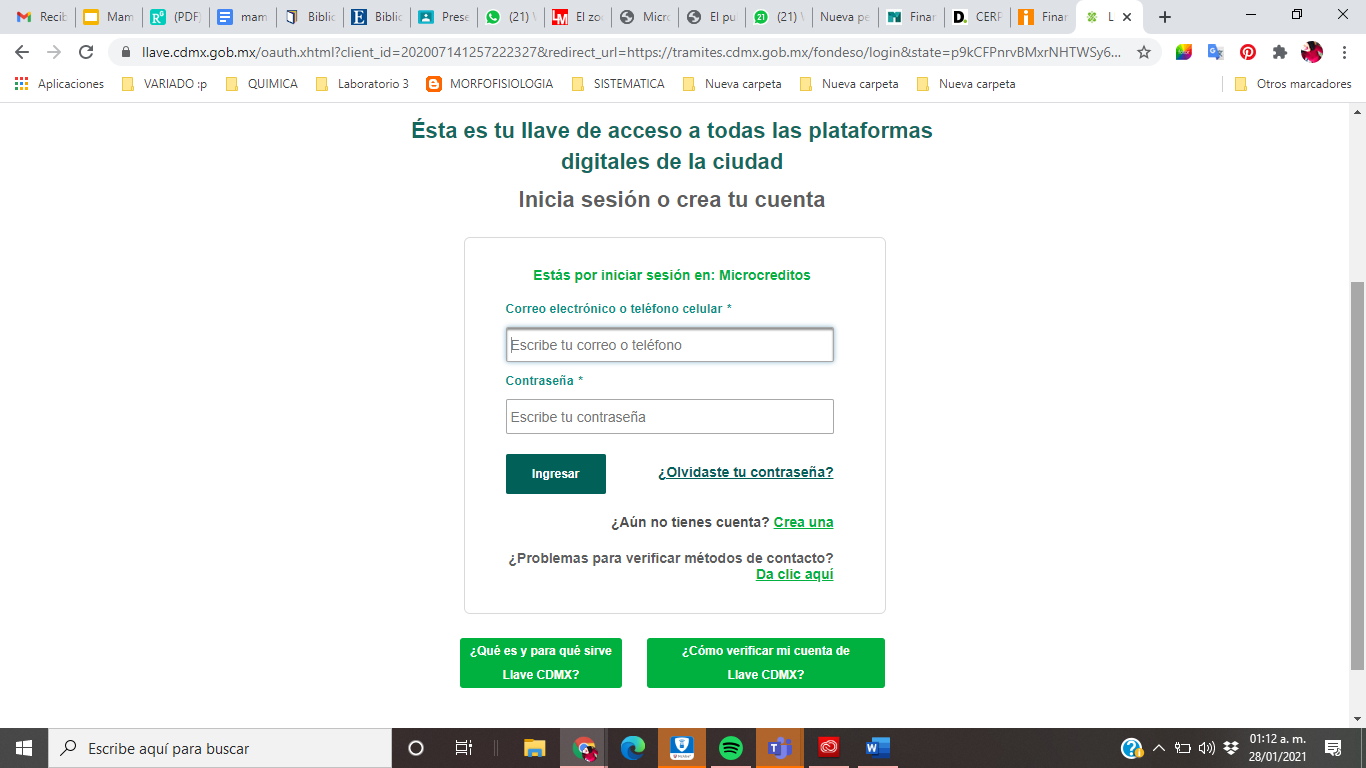 Recib
Mam
(PDF)
mam
Biblic
Biblic
Prese
(21) \
El zoo
Micro
El pu
(21) \
Nueva pe
Finar
CERF
Finar
L
llave.cdmx.gob.mx/oauth.xhtml?client_id=202007141257222327&redirect_url=https://tramites.cdmx.gob.mx/fondeso/login&state=p9kCFPnrvBMxrNHTWSy6...
Aplicaciones
VARIADO :p
QUIMICA
Laboratorio 3
MORFOFISIOLOGIA
SISTEMATICA
Nueva carpeta
Nueva carpeta
Nueva carpeta
Otros marcadores
Ésta es tu llave de acceso a todas las plataformas
digitales de la ciudad
Inicia sesión o crea tu cuenta
Estás por iniciar sesión en: Microcreditos
Correo electrónico o teléfono celular *
Escribe tu correo o teléfono
Contraseña *
Escribe tu contraseña
Ingresar
¿Olvidaste tu contraseña?
¿Aún no tienes cuenta? Crea una
¿Problemas para verificar métodos de contacto?
Da clic aquí
¿Qué es y para qué sirve
Llave CDMX?
¿Cómo verificar mi cuenta de
Llave CDMX?
Escribe aquí para buscar
01:12 a. m.
28/01/2021